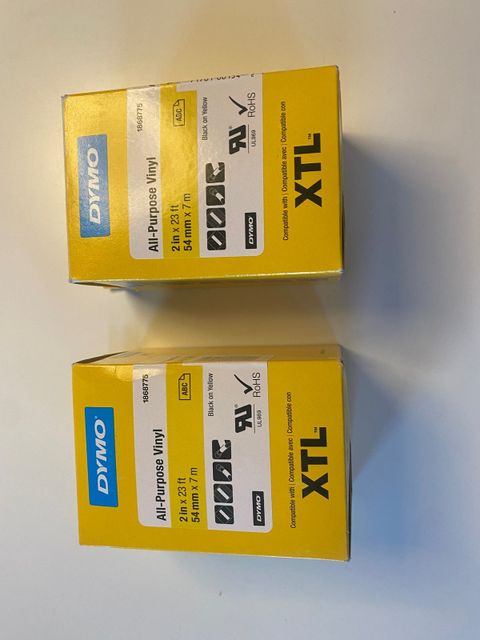 DYMO
1868775
All-Purpose Vinyl
ABC
2 in x 23 ft
54 mm x 7 m
Black on Yellow
UL969
RoHS
DYMO
Compatible with | Compatible avec | Compatible con
XTL™
DYMO
1868775
All-Purpose Vinyl
ABC
2 in x 23 ft
54 mm x 7 m
Black on Yellow
UL969
RoHS
DYMO
Compatible with | Compatible avec | Compatible con
XTL™